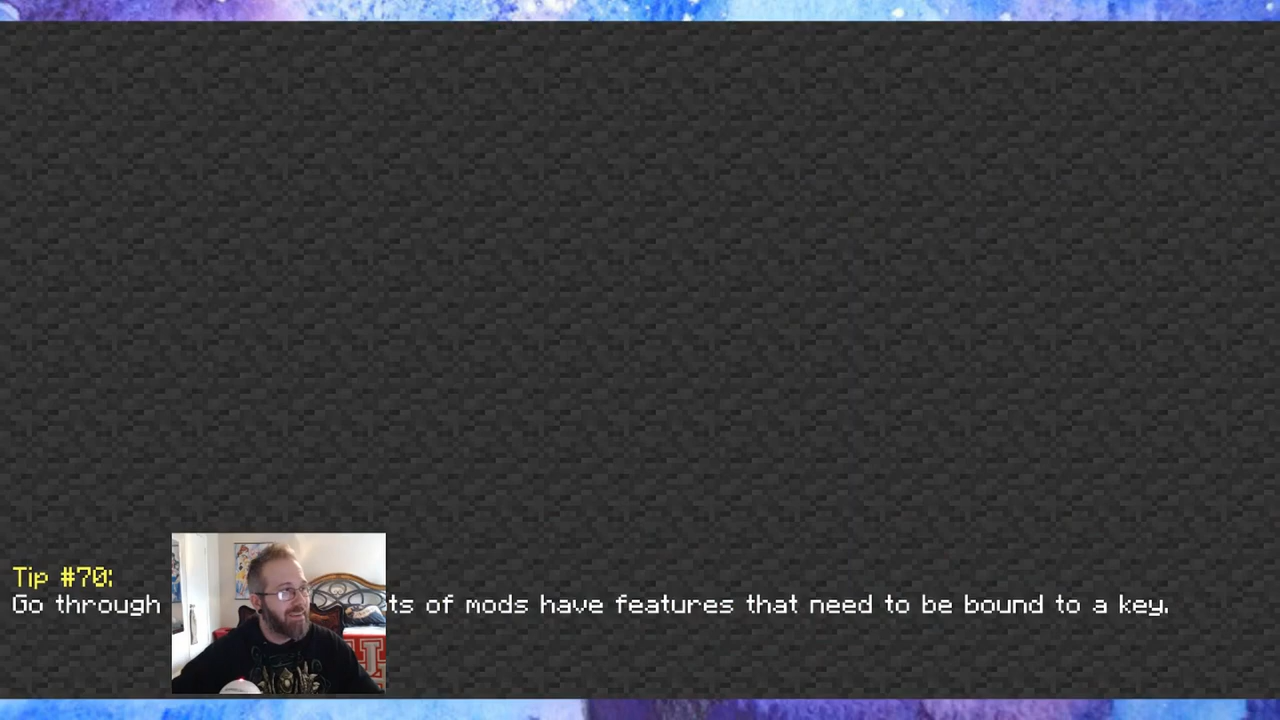 Tip #70:
Go through ts of mods have features that need to be bound to a key.